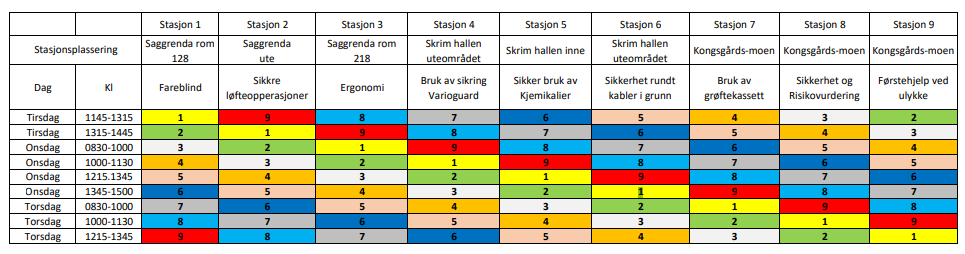 Stasjon 1 Stasjon 2 Stasjon 3 Stasjon 4 Stasjon 5 Stasjon 6 Stasjon 7 Stasjon 8 Stasjon 9
Stasjonsplassering Saggrenda rom 128 Saggrenda ute Saggrenda rom 218 Skrim hallen uteområdet Skrim hallen inne Skrim hallen uteområdet Kongsgårds-moen Kongsgårds-moen Kongsgårds-moen
Dag Kl Fareblind Sikkre løfteoperasjoner Ergonomi Bruk av sikring Varioguard Sikker bruk av Kjemikalier Sikkerhet rundt kabler i grunn Bruk av grøftekassett Sikkerhet og Risikovurdering Førstehjelp ved ulykke
Tirsdag 1145-1315 1 9 8 7 6 5 4 3 2
Tirsdag 1315-1445 2 1 9 8 7 6 5 4 3
Onsdag 0830-1000 3 2 1 9 8 7 6 5 4
Onsdag 1000-1130 4 3 2 1 9 8 7 6 5
Onsdag 1215.1345 5 4 3 2 1 9 8 7 6
Onsdag 1345-1500 6 5 4 3 2 1 9 8 7
Torsdag 0830-1000 7 6 5 4 3 2 1 9 8
Torsdag 1000-1130 8 7 6 5 4 3 2 1 9
Torsdag 1215-1345 9 8 7 6 5 4 3 2 1